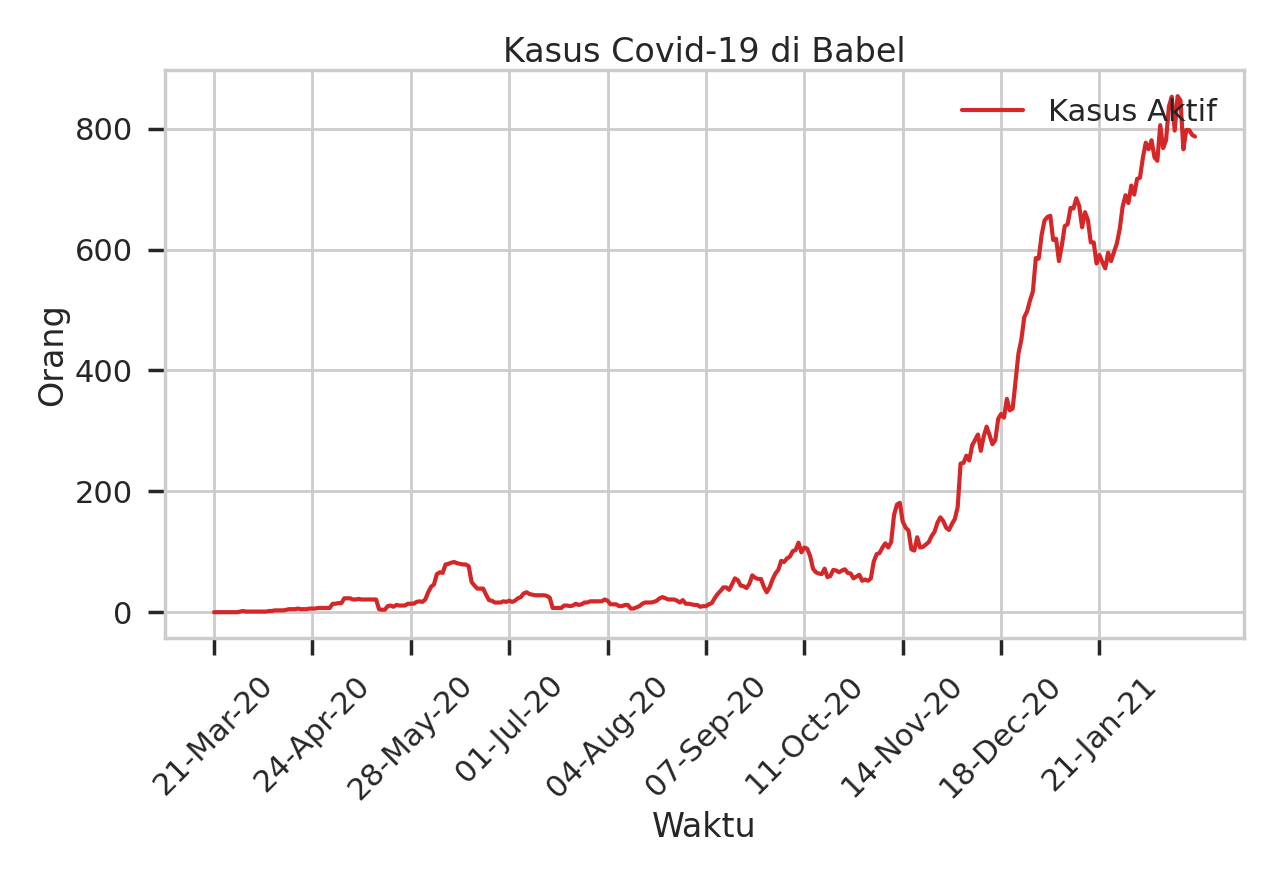 Kasus Covid-19 di Babel
Kasus Aktif
Orang
800
600
400
200
0
21-Mar-20
24-Apr-20
28-May-20
01-Jul-20
04-Aug-20
07-Sep-20
11-Oct-20
14-Nov-20
18-Dec-20
21-Jan-21
Waktu